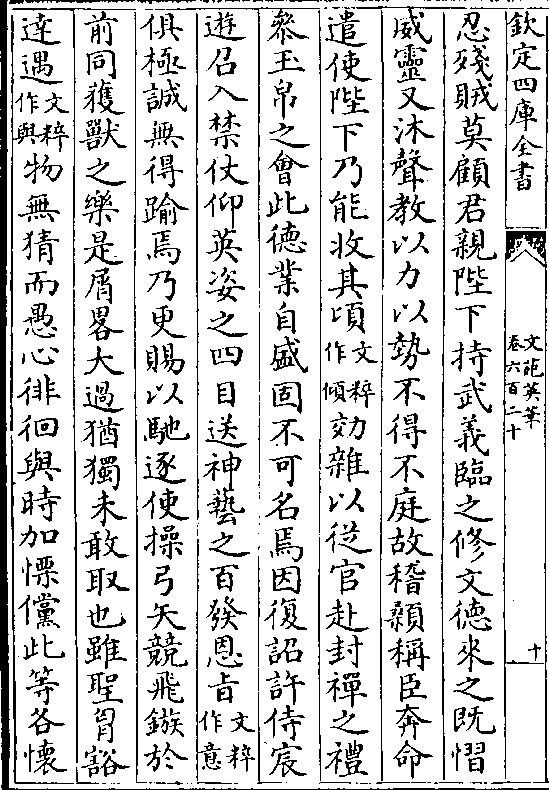 欽定四庫全書
文苑英華
卷六百二十
十
忍殘賊莫顧君親陛下持武義臨之修文德來之既慴
威靈又沐聲教以力以勢不得不庭故稽顙稱臣奔命
遣使陛下乃能收其頃文粹作傾効雜以從官赴封禪之禮
叅玉帛之會此德業自盛固不可名焉因復詔許侍宸
遊召入禁仗仰英姿之四目送神藝之百發恩旨文粹作意
俱極誠無得踰焉乃更賜以馳逐使操弓矢競飛鏃於
前同獲獸之樂是屑畧大過猶獨未敢取也雖聖胷豁
達遇文粹作與物無猜而愚心徘徊與時加慄儻此等各懷